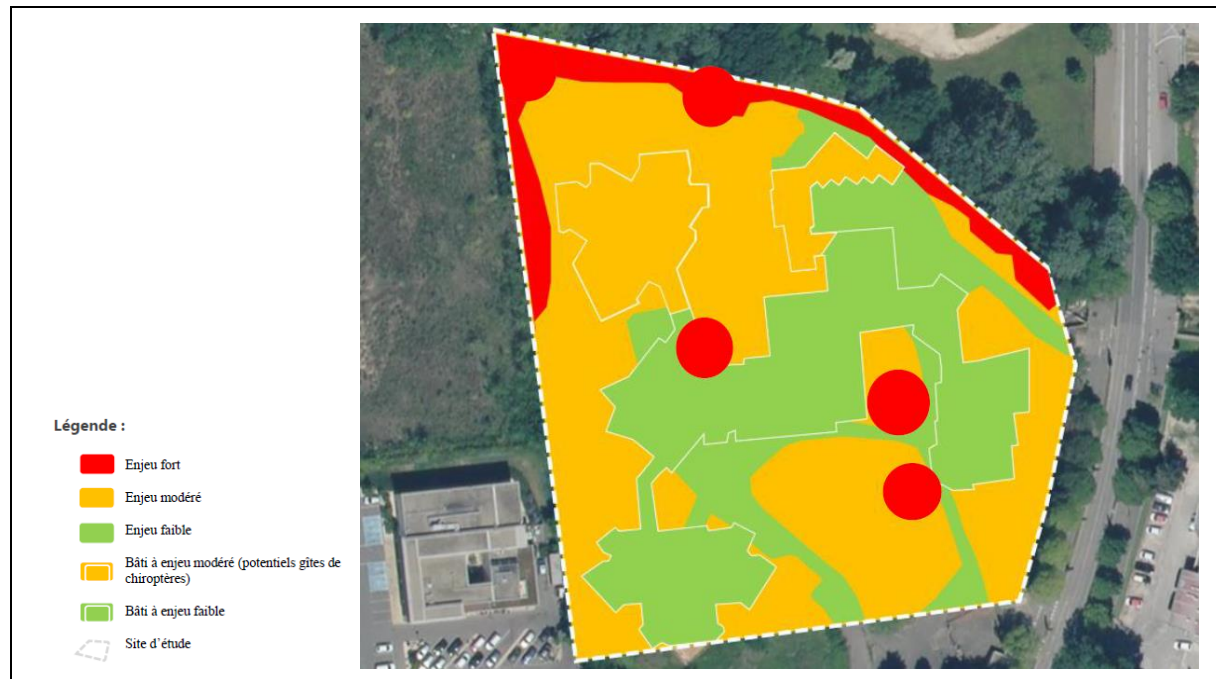 Légende :
Enjeu fort
Enjeu modéré
Enjeu faible
Bâti à enjeu modéré (potentiels gîtes de
chiroptères)
Bâti à enjeu faible
Site d’étude